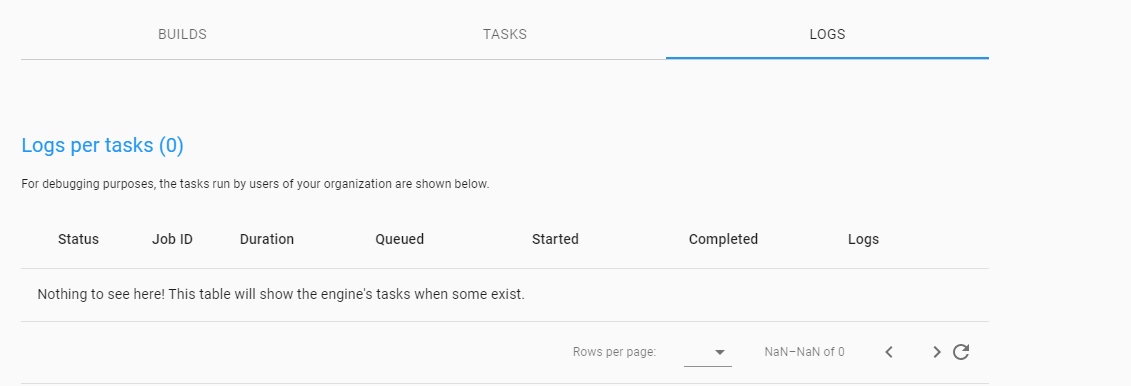 BUILDS TASKS LOGS
Logs per tasks (0)
For debugging purposes, the tasks run by users of your organization are shown below.
Status Job ID Duration Queued Started Completed Logs
Nothing to see here! This table will show the engine's tasks when some exist.
Rows per page: NaN–NaN of 0